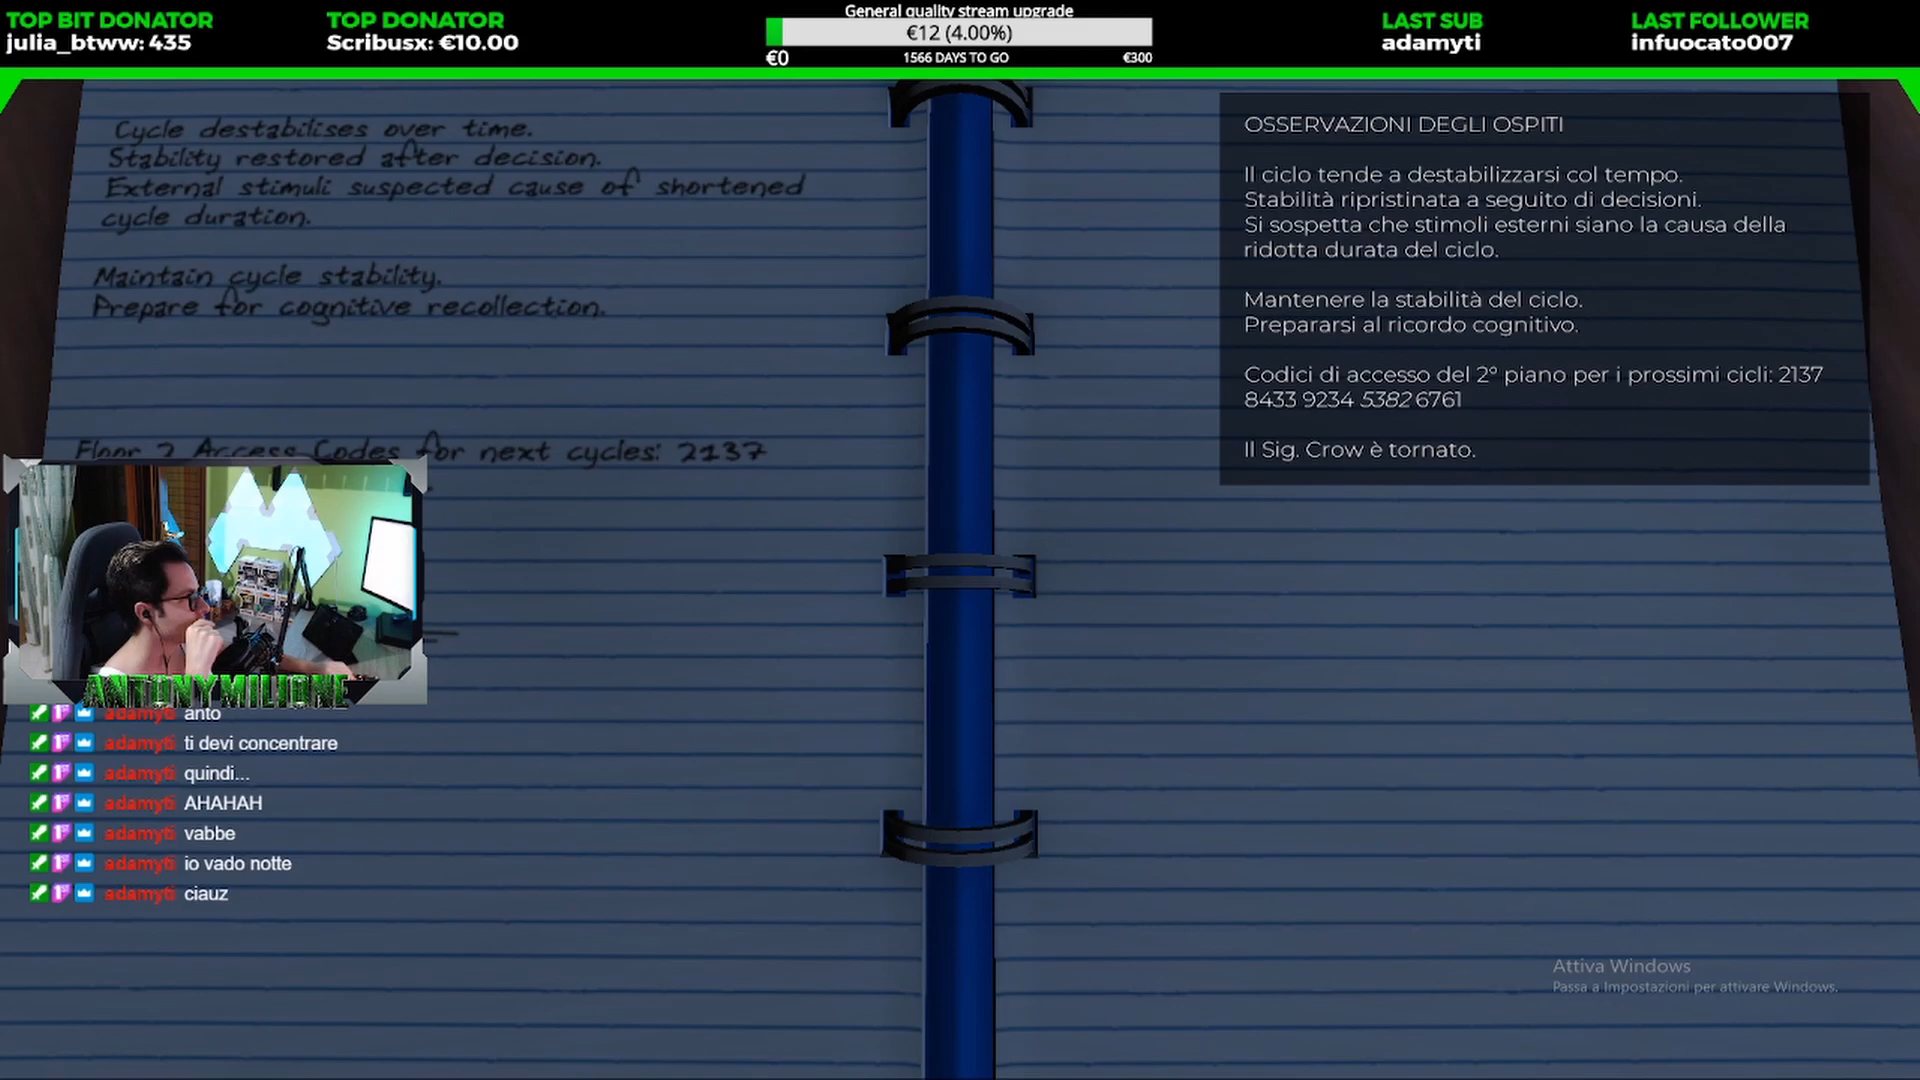 TOP BIT DONATOR
julia_btww: 435
TOP DONATOR
Scribusx: €10.00
General quality stream upgrade
€12 (4.00%)
€0
1566 DAYS TO GO
€300
LAST SUB
adamyti
LAST FOLLOWER
infuocato007
Cycle destabilises over time.
Stability restored after decision.
External stimuli suspected cause of shortened
cycle duration.
Maintain cycle stability.
Prepare for cognitive recollection.
Floor 2 Access Codes for next cycles: 2137
OSSERVAZIONI DEGLI OSPITI
Il ciclo tende a destabilizzarsi col tempo.
Stabilità ripristinata a seguito di decisioni.
Si sospetta che stimoli esterni siano la causa della
ridotta durata del ciclo.
Mantenere la stabilità del ciclo.
Prepararsi al ricordo cognitivo.
Codici di accesso del 2° piano per i prossimi cicli: 2137
8433 9234 5382 6761
Il Sig. Crow è tornato.
ANTONYMILIONE
adamyti anto
adamyti ti devi concentrare
adamyti quindi...
adamyti AHAHAH
adamyti vabbe
adamyti io vado notte
adamyti ciauz
Attiva Windows
Passa a Impostazioni per attivare Windows.